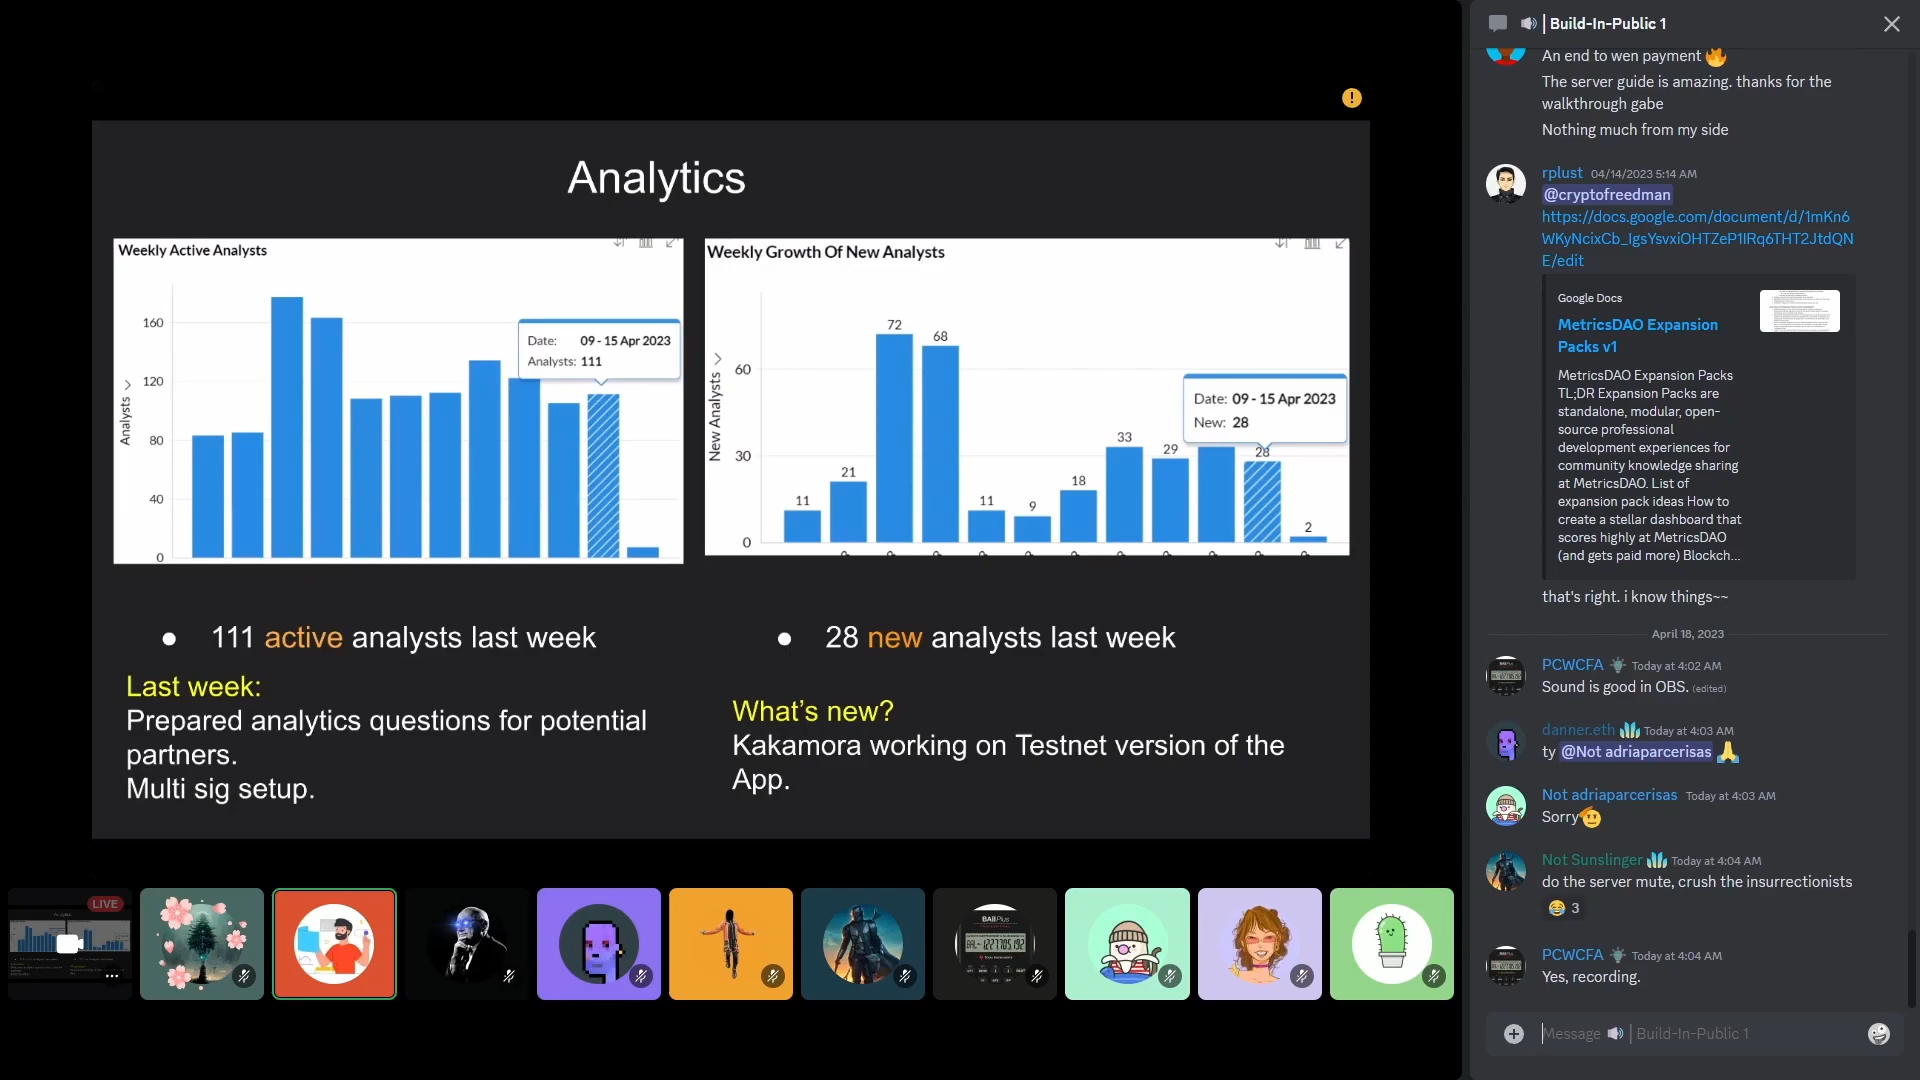 Analytics
Weekly Active Analysts
160
120
80
40
0
Analysts
Date: 09 - 15 Apr 2023
Analysts: 111
Weekly Growth Of New Analysts
60
30
0
New Analysts
11
21
72
68
11
9
18
33
29
28
2
Date: 09 - 15 Apr 2023
New: 28
● 111 active analysts last week
Last week:
Prepared analytics questions for potential
partners.
Multi sig setup.
● 28 new analysts last week
What's new?
Kakamora working on Testnet version of the
App.
LIVE
BAII Plus
Build-In-Public 1
An end to wen payment 🔥
The server guide is amazing. thanks for the
walkthrough gabe
Nothing much from my side
rplust 04/14/2023 5:14 AM
@cryptofreedman
https://docs.google.com/document/d/1mKn6
WKyNcixCb_IgsYsvxiOHTZeP1lRq6THT2JtdQN
E/edit
Google Docs
MetricsDAO Expansion
Packs v1
MetricsDAO Expansion Packs
TL;DR Expansion Packs are
standalone, modular, open-
source professional
development experiences for
community knowledge sharing
at MetricsDAO. List of
expansion pack ideas How to
create a stellar dashboard that
scores highly at MetricsDAO
(and gets paid more) Blockch...
that's right. i know things~~
April 18, 2023
PCWCFA Today at 4:02 AM
Sound is good in OBS. (edited)
danner.eth Today at 4:03 AM
ty @Not adriaparcerisas 🙏
Not adriaparcerisas Today at 4:03 AM
Sorry🫡
Not Sunslinger Today at 4:04 AM
do the server mute, crush the insurrectionists
😂 3
PCWCFA Today at 4:04 AM
Yes, recording.
Message 🔊 | Build-In-Public 1